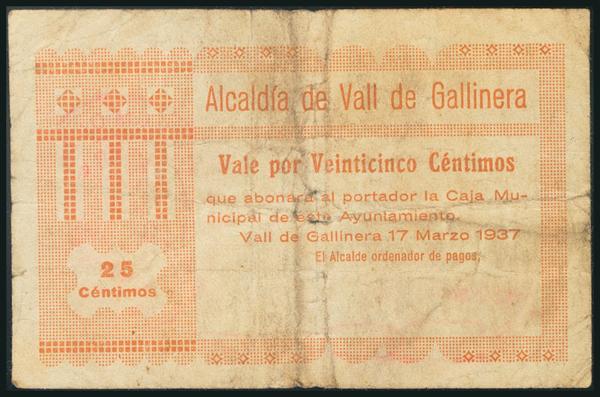 Alcaldía de Vall de Gallinera
Vale por Veinticinco Céntimos
que abonará al portador la Caja Mu-
nicipal de este Ayuntamiento.
Vall de Gallinera 17 Marzo 1937
El Alcalde ordenador de pagos,
25
Céntimos